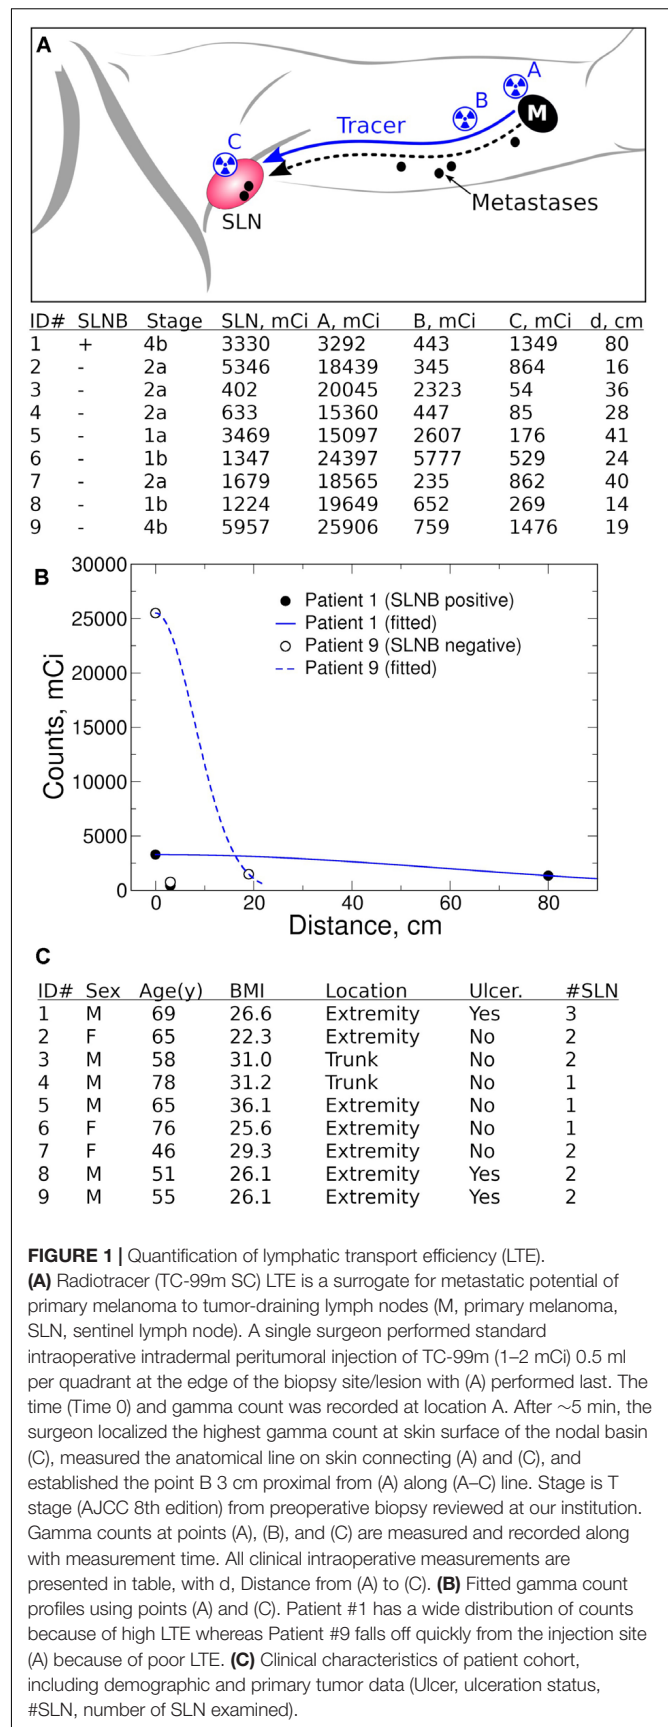 A
A
B
M
C
Tracer
Metastases
SLN
ID# SLNB Stage SLN, mCi A, mCi B, mCi C, mCi d, cm
1 + 4b 3330 3292 443 1349 80
2 - 2a 5346 18439 345 864 16
3 - 2a 402 20045 2323 54 36
4 - 2a 633 15360 447 85 28
5 - 1a 3469 15097 2607 176 41
6 - 1b 1347 24397 5777 529 24
7 - 2a 1679 18565 235 862 40
8 - 1b 1224 19649 652 269 14
9 - 4b 5957 25906 759 1476 19
B
30000
25000
20000
15000
10000
5000
0
Counts, mCi
Patient 1 (SLNB positive)
Patient 1 (fitted)
Patient 9 (SLNB negative)
Patient 9 (fitted)
0 20 40 60 80
Distance, cm
C
ID# Sex Age(y) BMI Location Ulcer. #SLN
1 M 69 26.6 Extremity Yes 3
2 F 65 22.3 Extremity No 2
3 M 58 31.0 Trunk No 2
4 M 78 31.2 Trunk No 1
5 M 65 36.1 Extremity No 1
6 F 76 25.6 Extremity No 1
7 F 46 29.3 Extremity No 2
8 M 51 26.1 Extremity Yes 2
9 M 55 26.1 Extremity Yes 2
FIGURE 1 | Quantification of lymphatic transport efficiency (LTE).
(A) Radiotracer (TC-99m SC) LTE is a surrogate for metastatic potential of
primary melanoma to tumor-draining lymph nodes (M, primary melanoma,
SLN, sentinel lymph node). A single surgeon performed standard
intraoperative intradermal peritumoral injection of TC-99m (1–2 mCi) 0.5 ml
per quadrant at the edge of the biopsy site/lesion with (A) performed last. The
time (Time 0) and gamma count was recorded at location A. After ~5 min, the
surgeon localized the highest gamma count at skin surface of the nodal basin
(C), measured the anatomical line on skin connecting (A) and (C), and
established the point B 3 cm proximal from (A) along (A–C) line. Stage is T
stage (AJCC 8th edition) from preoperative biopsy reviewed at our institution.
Gamma counts at points (A), (B), and (C) are measured and recorded along
with measurement time. All clinical intraoperative measurements are
presented in table, with d, Distance from (A) to (C). (B) Fitted gamma count
profiles using points (A) and (C). Patient #1 has a wide distribution of counts
because of high LTE whereas Patient #9 falls off quickly from the injection site
(A) because of poor LTE. (C) Clinical characteristics of patient cohort,
including demographic and primary tumor data (Ulcer, ulceration status,
#SLN, number of SLN examined).